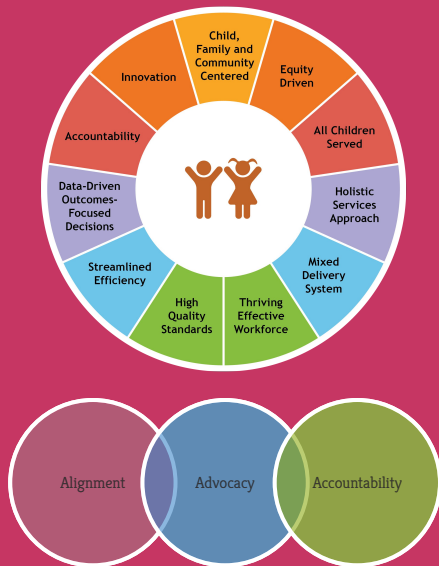 Child,
Family and
Community
Centered
Equity
Driven
All Children
Served
Holistic
Services
Approach
Mixed
Delivery
System
Thriving
Effective
Workforce
High
Quality
Standards
Streamlined
Efficiency
Data-Driven
Outcomes-
Focused
Decisions
Accountability
Innovation
Alignment
Advocacy
Accountability